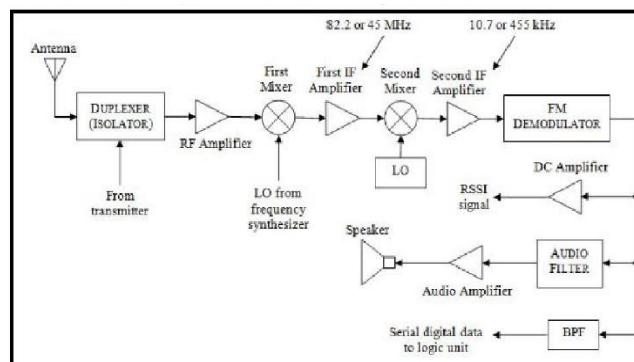 82.2 or 45 MHz
10.7 or 455 kHz
Antenna
First
Mixer
First IF
Amplifier
Second
Mixer
Second IF
Amplifier
DUPLEXER
(ISOLATOR)
RF Amplifier
FM
DEMODULATOR
LO
From
transmitter
LO from
frequency
synthesizer
DC Amplifier
RSSI
signal
Speaker
AUDIO
FILTER
Audio Amplifier
Serial digital data
to logic unit
BPF